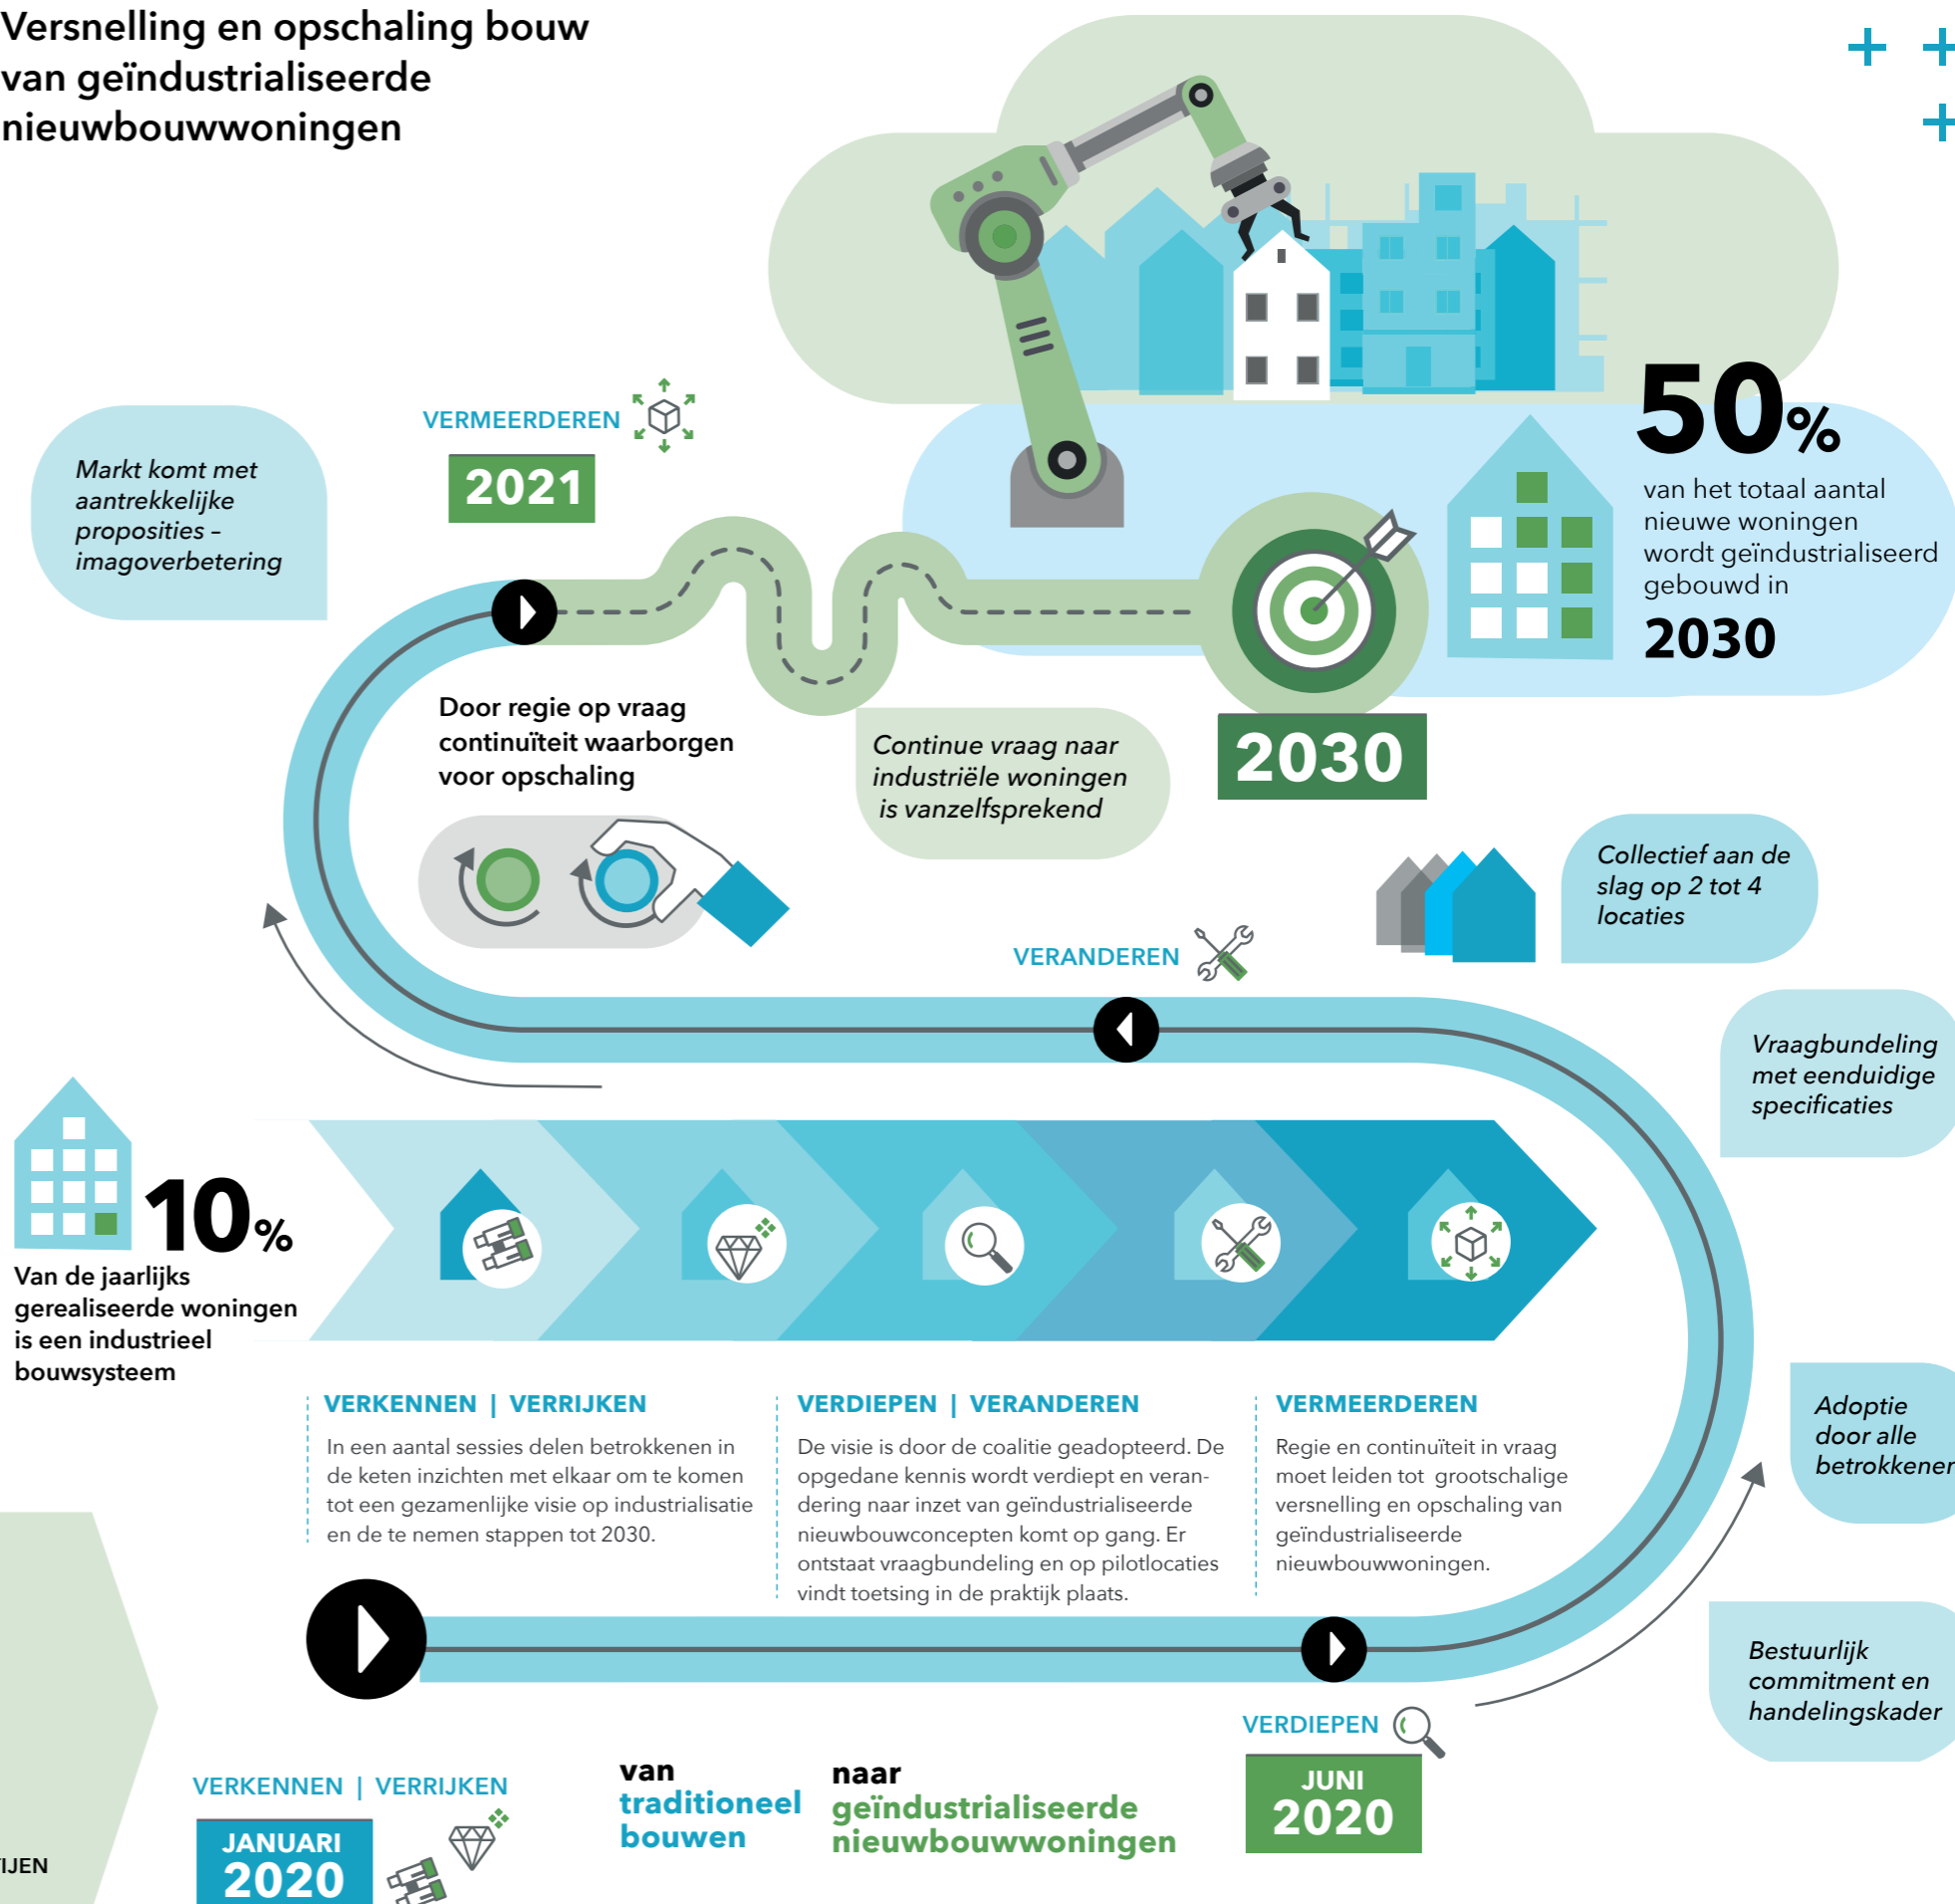 Versnelling en opschaling bouw
van geïndustrialiseerde
nieuwbouwwoningen
Markt komt met
aantrekkelijke
proposities –
imagoverbetering
VERMEERDEREN
2021
50%
van het totaal aantal
nieuwe woningen
wordt geïndustrialiseerd
gebouwd in
2030
Door regie op vraag
continuïteit waarborgen
voor opschaling
Continue vraag naar
industriële woningen
is vanzelfsprekend
2030
Collectief aan de
slag op 2 tot 4
locaties
VERANDEREN
Vraagbundeling
met eenduidige
specificaties
10%
Van de jaarlijks
gerealiseerde woningen
is een industrieel
bouwsysteem
VERKENNEN | VERRIJKEN
In een aantal sessies delen betrokkenen in
de keten inzichten met elkaar om te komen
tot een gezamenlijke visie op industrialisatie
en de te nemen stappen tot 2030.
VERDIEPEN | VERANDEREN
De visie is door de coalitie geadopteerd. De
opgedane kennis wordt verdiept en veran-
dering naar inzet van geïndustrialiseerde
nieuwbouwconcepten komt op gang. Er
ontstaat vraagbundeling en op pilotlocaties
vindt toetsing in de praktijk plaats.
VERMEERDEREN
Regie en continuïteit in vraag
moet leiden tot grootschalige
versnelling en opschaling van
geïndustrialiseerde
nieuwbouwwoningen.
Adoptie
door alle
betrokkenen
Bestuurlijk
commitment en
handelingskader
VERDIEPEN
JUNI
2020
VERKENNEN | VERRIJKEN
JANUARI
2020
van
traditioneel
bouwen
naar
geïndustrialiseerde
nieuwbouwwoningen